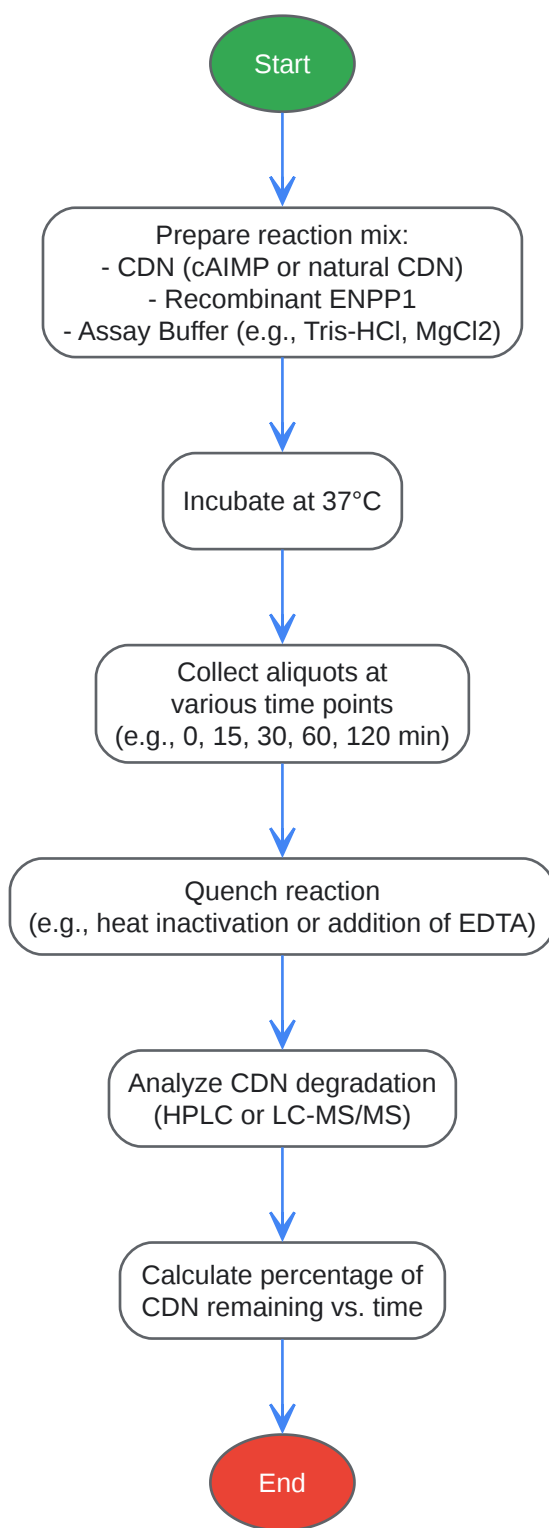 Start
Prepare reaction mix:
- CDN (cAIMP or natural CDN)
- Recombinant ENPP1
- Assay Buffer (e.g., Tris-HCl, MgCl2)
Incubate at 37°C
Collect aliquots at
various time points
(e.g., 0, 15, 30, 60, 120 min)
Quench reaction
(e.g., heat inactivation or addition of EDTA)
Analyze CDN degradation
(HPLC or LC-MS/MS)
Calculate percentage of
CDN remaining vs. time
End